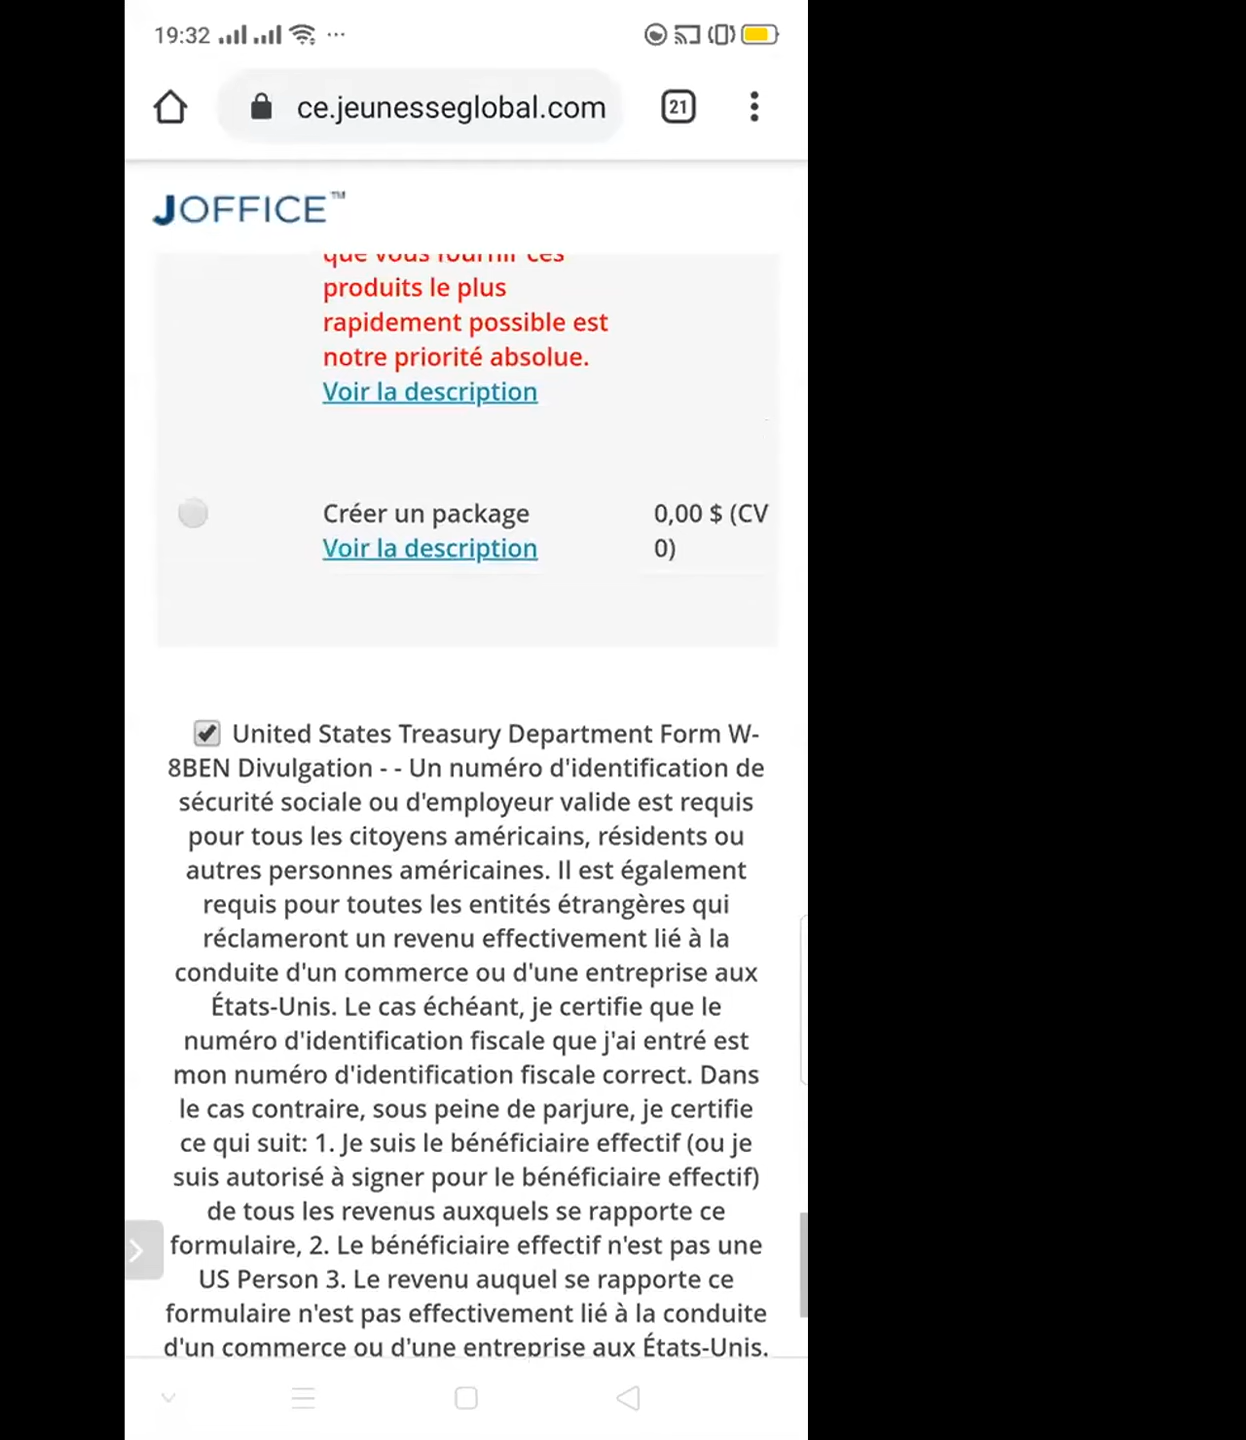 19:32
ce.jeunesseglobal.com
21
JOFFICE™
que vous fournir ces
produits le plus
rapidement possible est
notre priorité absolue.
Voir la description
Créer un package
0,00 $ (CV
Voir la description
0)
United States Treasury Department Form W-
8BEN Divulgation - - Un numéro d'identification de
sécurité sociale ou d'employeur valide est requis
pour tous les citoyens américains, résidents ou
autres personnes américaines. Il est également
requis pour toutes les entités étrangères qui
réclameront un revenu effectivement lié à la
conduite d'un commerce ou d'une entreprise aux
États-Unis. Le cas échéant, je certifie que le
numéro d'identification fiscale que j'ai entré est
mon numéro d'identification fiscale correct. Dans
le cas contraire, sous peine de parjure, je certifie
ce qui suit: 1. Je suis le bénéficiaire effectif (ou je
suis autorisé à signer pour le bénéficiaire effectif)
de tous les revenus auxquels se rapporte ce
formulaire, 2. Le bénéficiaire effectif n'est pas une
US Person 3. Le revenu auquel se rapporte ce
formulaire n'est pas effectivement lié à la conduite
d'un commerce ou d'une entreprise aux États-Unis.